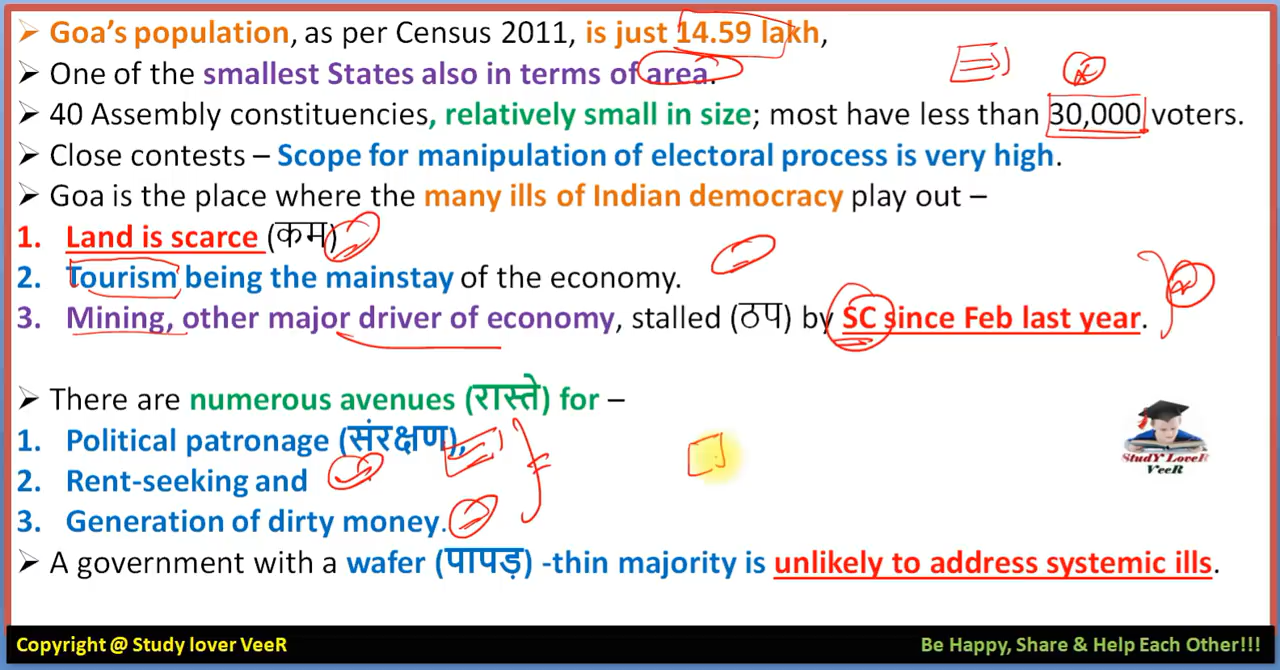 ➢ Goa's population, as per Census 2011, is just 14.59 lakh,
➢ One of the smallest States also in terms of area.
➢ 40 Assembly constituencies, relatively small in size; most have less than 30,000 voters.
➢ Close contests – Scope for manipulation of electoral process is very high.
➢ Goa is the place where the many ills of Indian democracy play out –
1. Land is scarce (कम)
2. Tourism being the mainstay of the economy.
3. Mining, other major driver of economy, stalled (ठप) by SC since Feb last year.
➢ There are numerous avenues (रास्ते) for –
1. Political patronage (संरक्षण),
2. Rent-seeking and
3. Generation of dirty money.
StudY LoveR
VeeR
➢ A government with a wafer (पापड़) -thin majority is unlikely to address systemic ills.
Copyright @ Study lover VeeR
Be Happy, Share & Help Each Other!!!